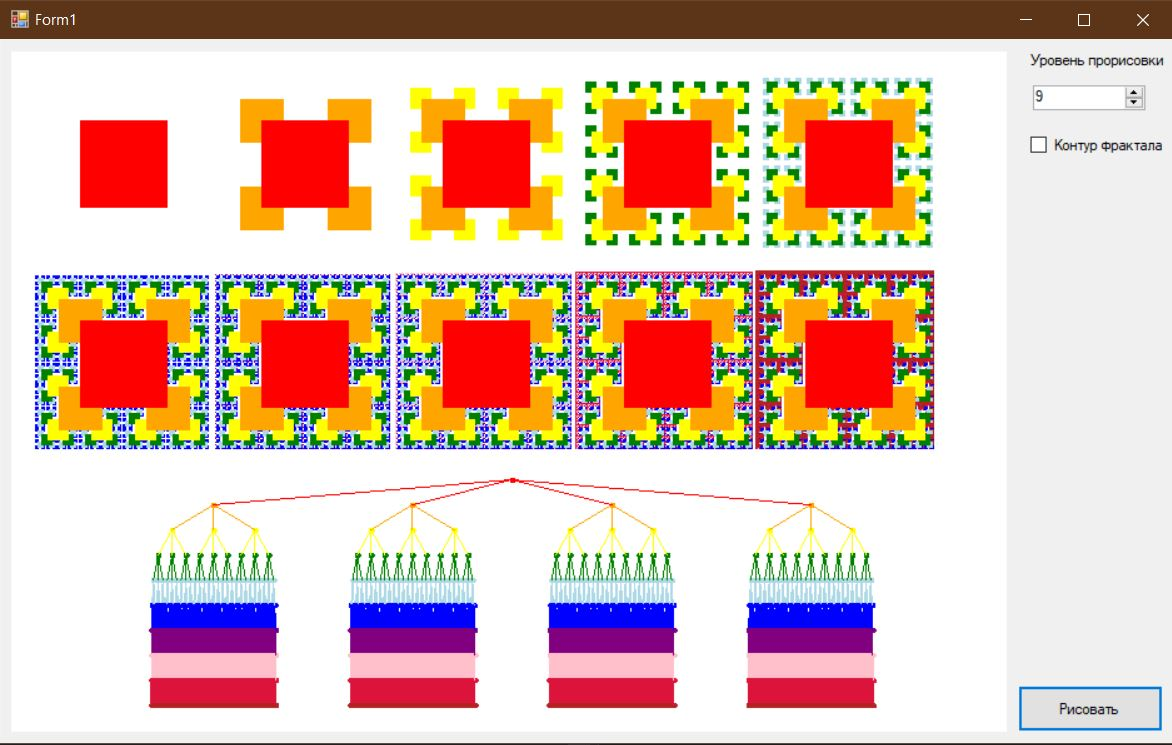 Form1
Уровень прорисовки
9
Контур фрактала
Рисовать